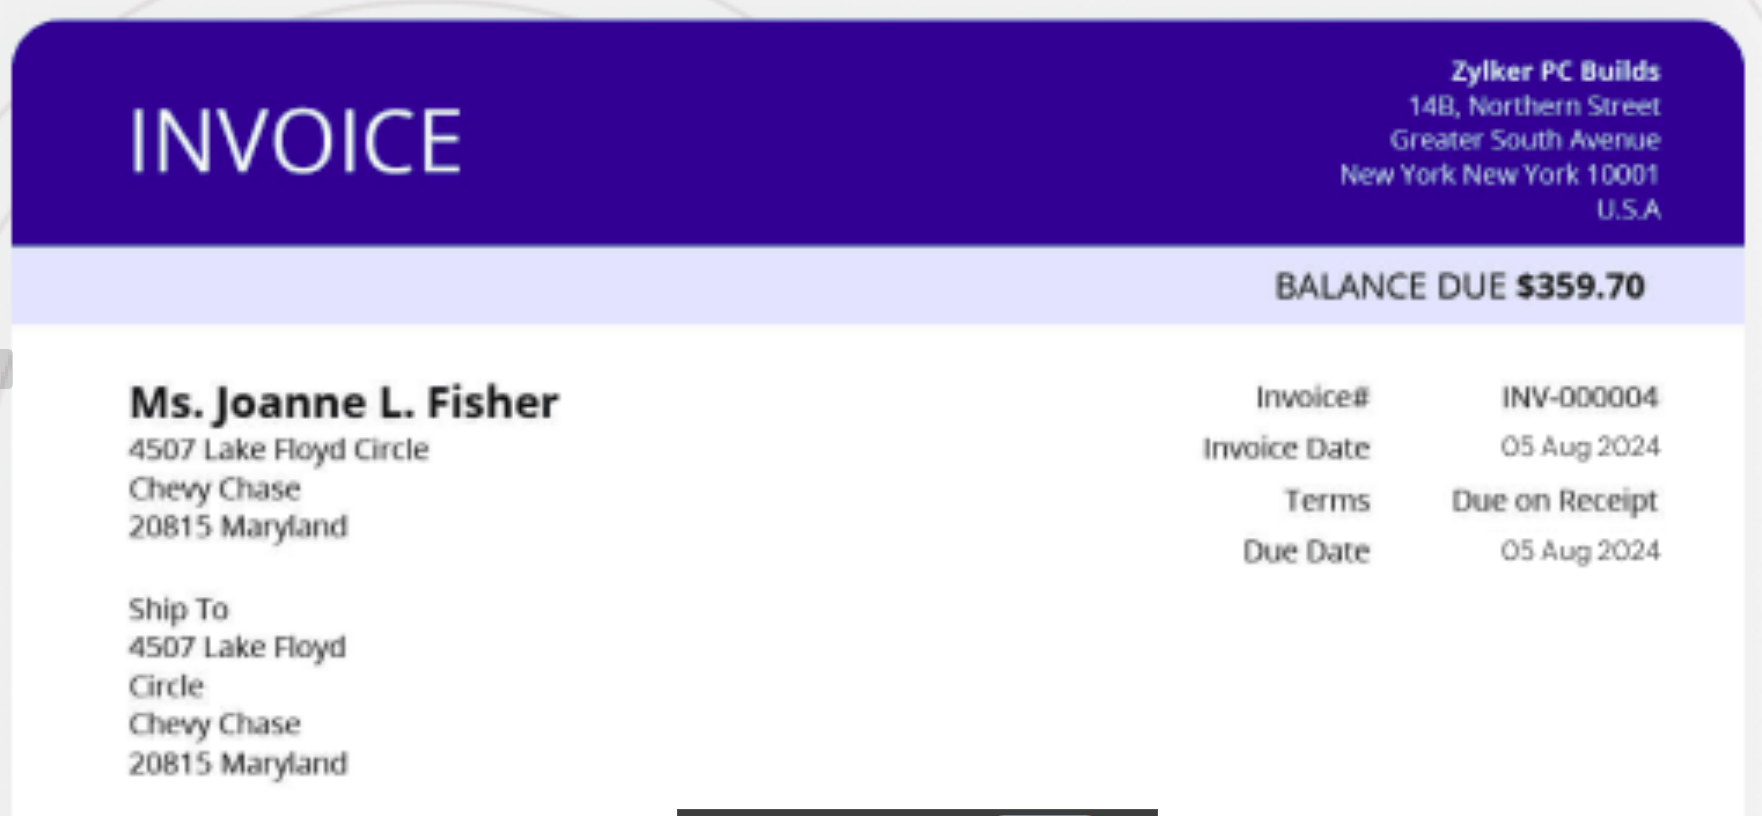 INVOICE
Zylker PC Builds
14B, Northern Street
Greater South Avenue
New York New York 10001
U.S.A
BALANCE DUE $359.70
Ms. Joanne L. Fisher
4507 Lake Floyd Circle
Chevy Chase
20815 Maryland
Ship To
4507 Lake Floyd
Circle
Chevy Chase
20815 Maryland
Invoice# INV-000004
Invoice Date 05 Aug 2024
Terms Due on Receipt
Due Date 05 Aug 2024